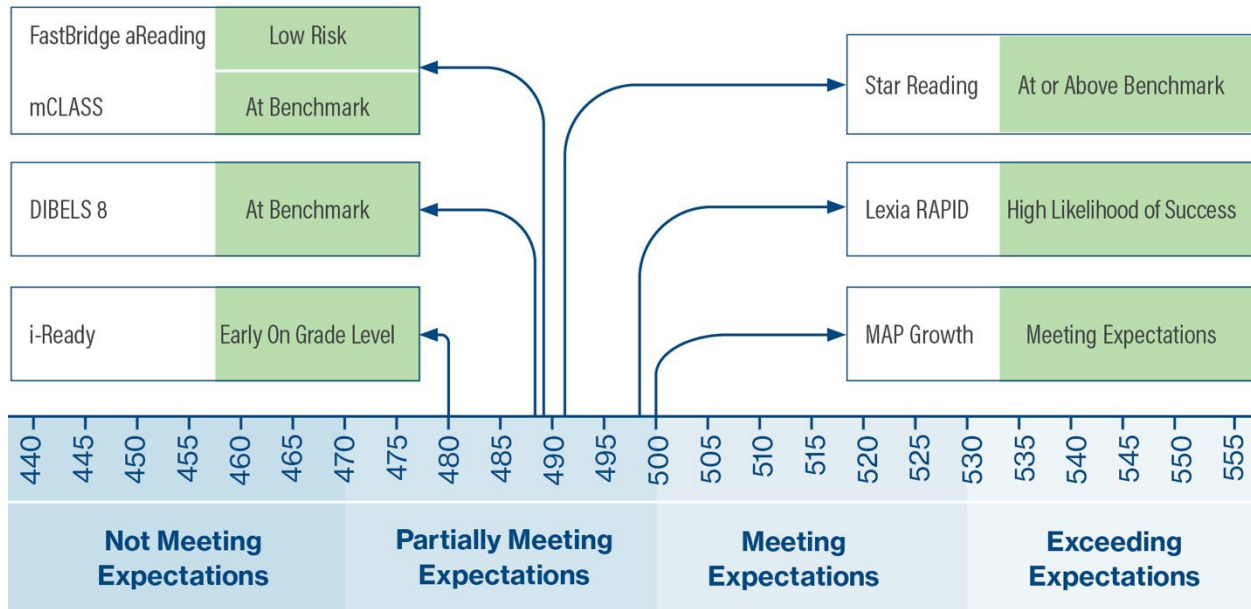 FastBridge aReading Low Risk
mCLASS At Benchmark
Star Reading At or Above Benchmark
DIBELS 8 At Benchmark
Lexia RAPID High Likelihood of Success
i-Ready Early On Grade Level
MAP Growth Meeting Expectations
440 445 450 455 460 465 470 475 480 485 490 495 500 505 510 515 520 525 530 535 540 545 550 555
Not Meeting
Expectations
Partially Meeting
Expectations
Meeting
Expectations
Exceeding
Expectations